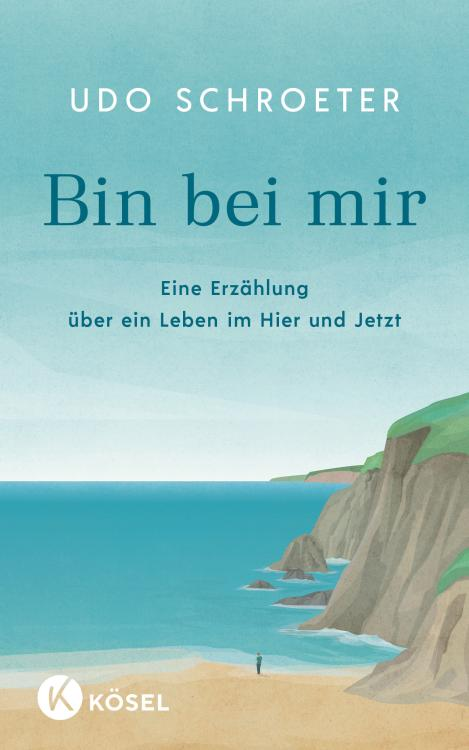 UDO SCHROETER
Bin bei mir
Eine Erzählung
über ein Leben im Hier und Jetzt
K KÖSEL